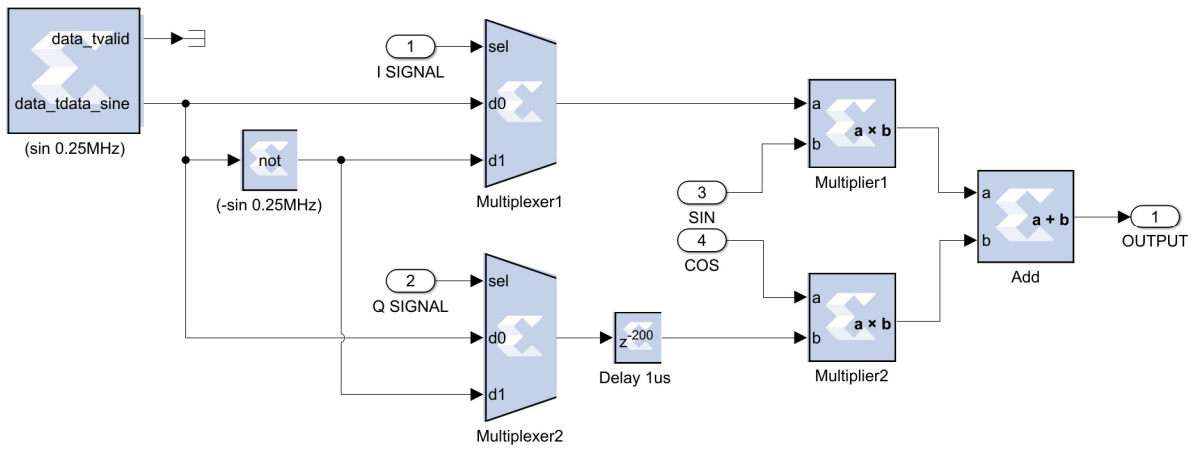 data_tvalid
data_tdata_sine
(sin 0.25MHz)
not
(-sin 0.25MHz)
1
I SIGNAL
sel
d0
d1
Multiplexer1
2
Q SIGNAL
sel
d0
d1
Multiplexer2
z-200
Delay 1us
3
SIN
4
COS
a
b
a × b
Multiplier1
a
b
a × b
Multiplier2
a
b
a + b
Add
1
OUTPUT